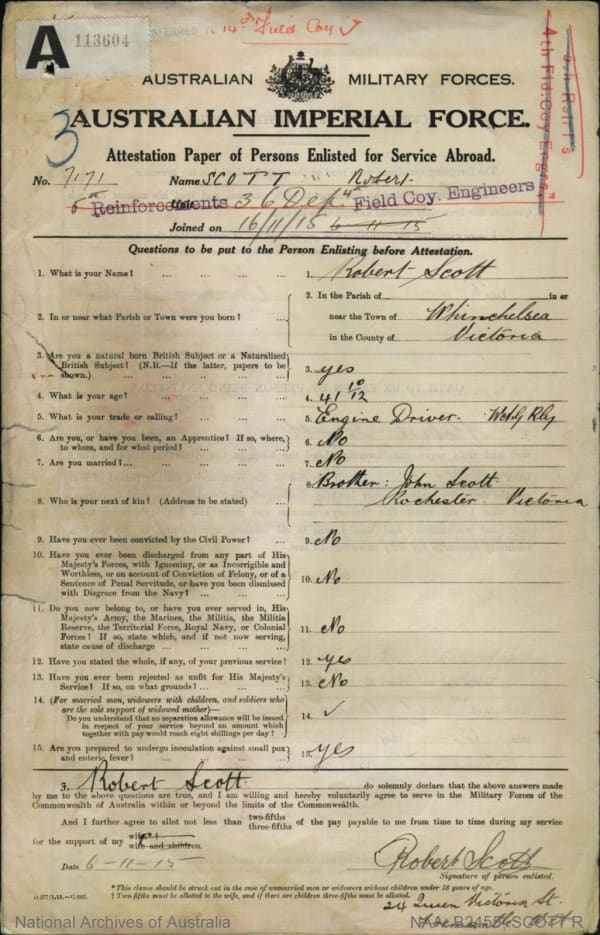 A 113604
14th Field Coy
4th Fld. Coy. Engrs
AUSTRALIAN MILITARY FORCES.
3
AUSTRALIAN IMPERIAL FORCE.
Attestation Paper of Persons Enlisted for Service Abroad.
No. 7171 Name SCOTT Robert
Reinforcements Unit 36 Dept Field Coy. Engineers
Joined on 16/11/15 6-11-15
Questions to be put to the Person Enlisting before Attestation.
1. What is your Name? ... 1. Robert Scott
2. In or near what Parish or Town were you born? ... 2. In the Parish of in or
near the Town of Whinchelsea
in the County of Victoria
3. Are you a natural born British Subject or a Naturalized
British Subject? (N.B.—If the latter, papers to be
shown.) ... 3. yes
4. What is your age? ... 4. 41 10/12
5. What is your trade or calling? ... 5. Engine Driver.
6. Are you, or have you been, an Apprentice? If so, where,
to whom, and for what period? ... 6. No
7. Are you married? ... 7. No
8. Who is your next of kin? (Address to be stated) ... 8. Brother: John Scott
Rochester Victoria
9. Have you ever been convicted by the Civil Power? ... 9. No
10. Have you ever been discharged from any part of His
Majesty's Forces, with Ignominy, or as Incorrigible and
Worthless, or on account of Conviction of Felony, or of a
Sentence of Penal Servitude, or have you been dismissed
with Disgrace from the Navy? ... 10. No
11. Do you now belong to, or have you ever served in, His
Majesty's Army, the Marines, the Militia, the Militia
Reserve, the Territorial Force, Royal Navy, or Colonial
Forces? If so, state which, and if not now serving,
state cause of discharge ... 11. No
12. Have you stated the whole, if any, of your previous service? 12. yes
13. Have you ever been rejected as unfit for His Majesty's
Service? If so, on what grounds? ... 13. No
14. (For married men, widowers with children, and soldiers who
are the sole support of widowed mother)—
Do you understand that no separation allowance will be issued
in respect of your service beyond an amount which
together with pay would reach eight shillings per day? 14. ✓
15. Are you prepared to undergo inoculation against small pox
and enteric fever? ... 15. yes
3. Robert Scott do solemnly declare that the above answers made
by me to the above questions are true, and I am willing and hereby voluntarily agree to serve in the Military Forces of the
Commonwealth of Australia within or beyond the limits of the Commonwealth.
And I further agree to allot not less than two-fifths three-fifths of the pay payable to me from time to time during my service
for the support of my wife* † wife and children.
Date 6-11-15 Robert Scott
Signature of person enlisted.
*This clause should be struck out in the case of unmarried men or widowers without children under 18 years of age.
† Two-fifths must be allotted to the wife, and if there are children three-fifths must be allotted.
24 Queen Victoria St.
National Archives of Australia
NAA: B2455, SCOTT R